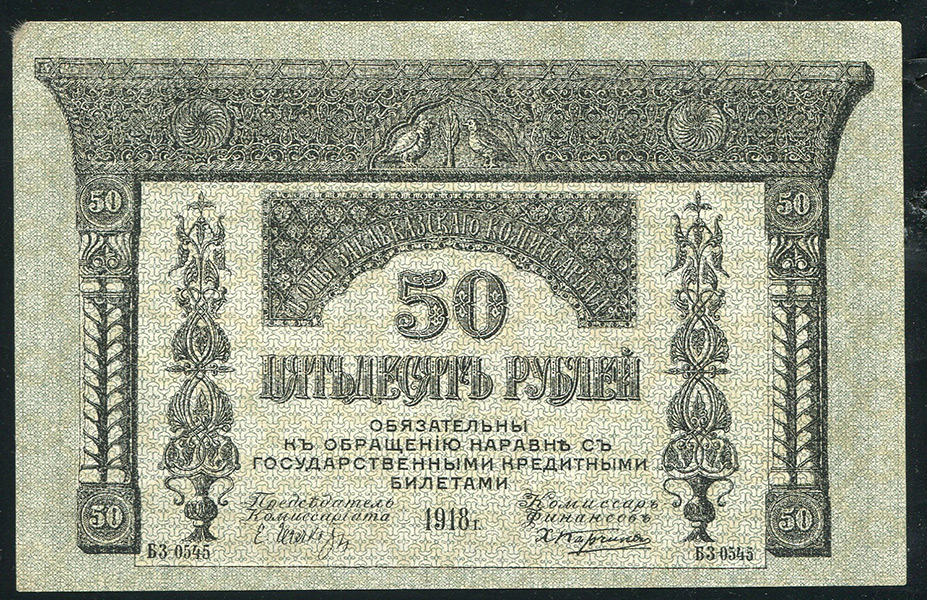 50
50
БОНЫ ЗАКАВКАЗСКАГО КОМИССАРІАТА
50
ПЯТЬДЕСЯТЪ РУБЛЕЙ
ОБЯЗАТЕЛЬНЫ
КЪ ОБРАЩЕНІЮ НАРАВНѢ СЪ
ГОСУДАРСТВЕННЫМИ КРЕДИТНЫМИ
БИЛЕТАМИ
Предсѣдатель
Комиссаріата
1918 г.
Комиссаръ
Финансовъ
50
50
БЗ 0545
БЗ 0545